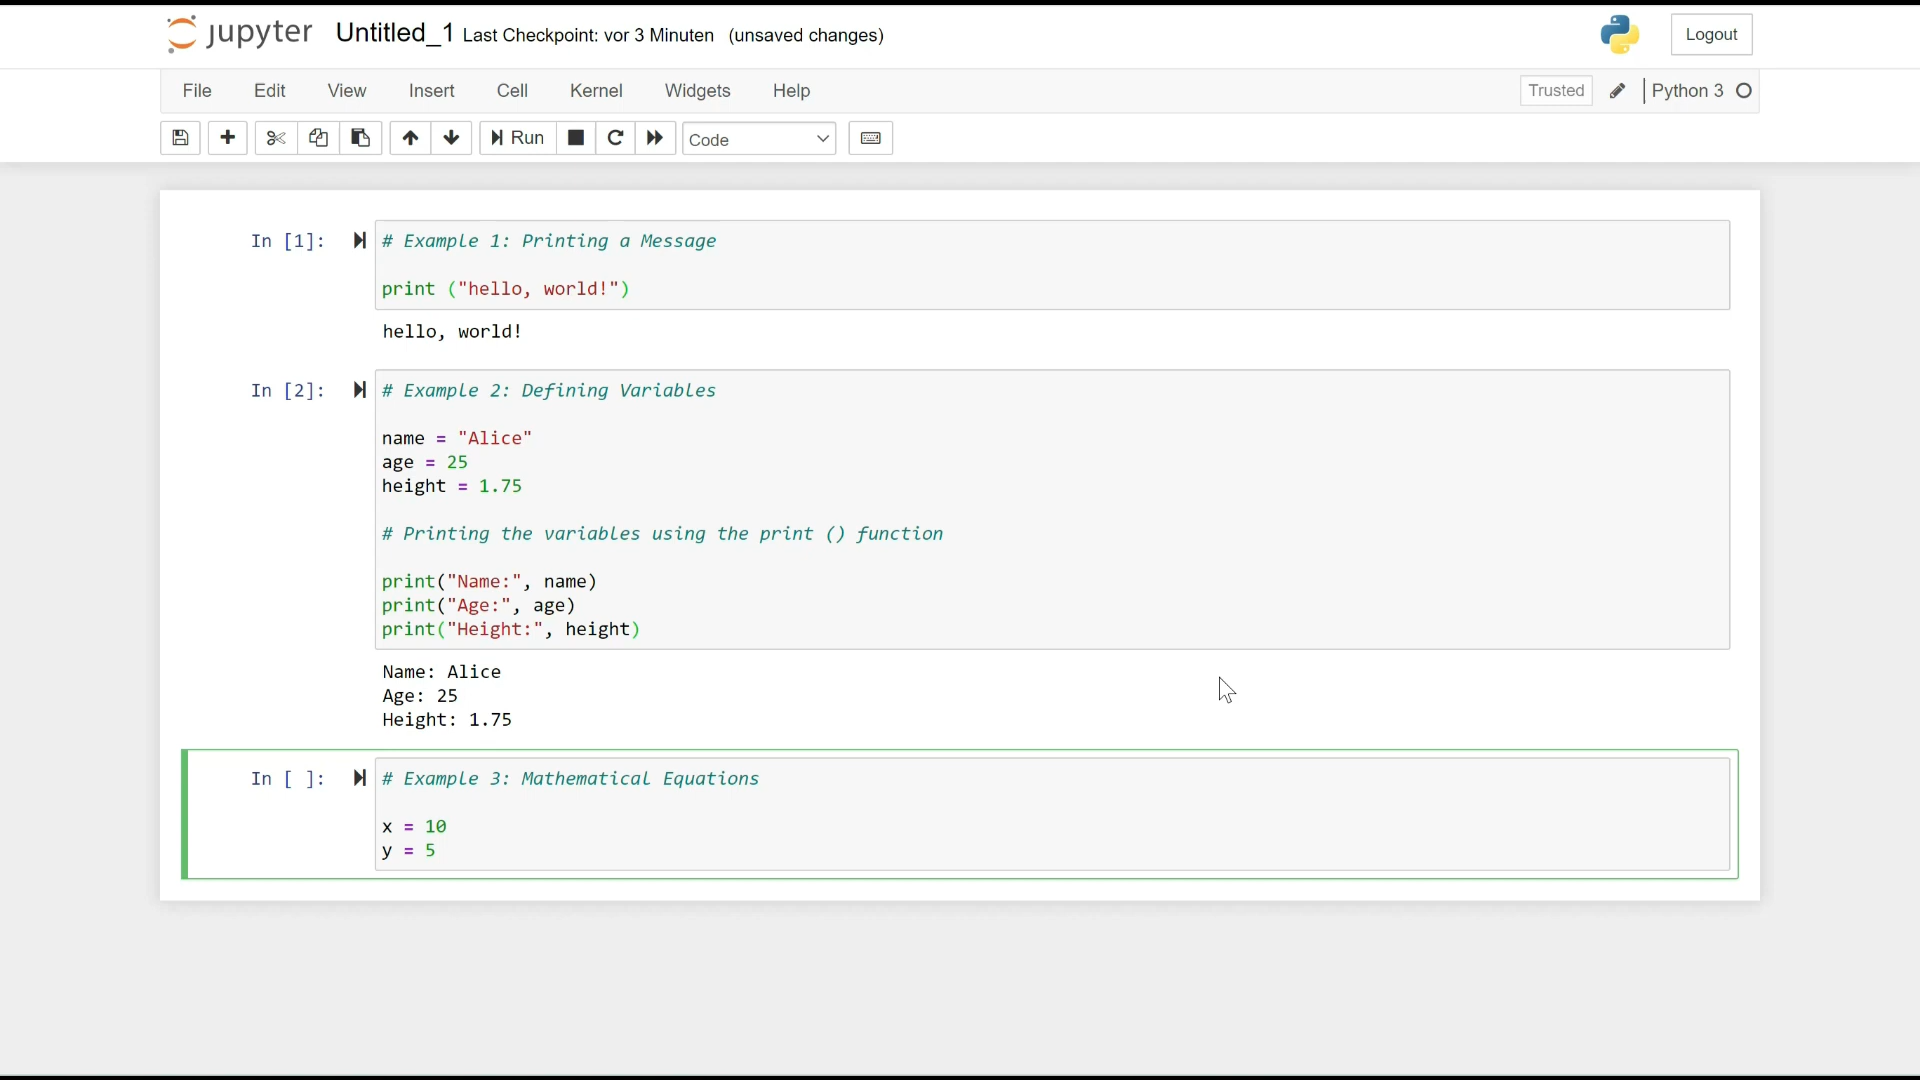 jupyter Untitled_1 Last Checkpoint: vor 3 Minuten (unsaved changes) Logout
File Edit View Insert Cell Kernel Widgets Help Trusted Python 3
Run Code
In [1]: # Example 1: Printing a Message
print ("hello, world!")
hello, world!
In [2]: # Example 2: Defining Variables
name = "Alice"
age = 25
height = 1.75
# Printing the variables using the print () function
print("Name:", name)
print("Age:", age)
print("Height:", height)
Name: Alice
Age: 25
Height: 1.75
In [ ]: # Example 3: Mathematical Equations
x = 10
y = 5